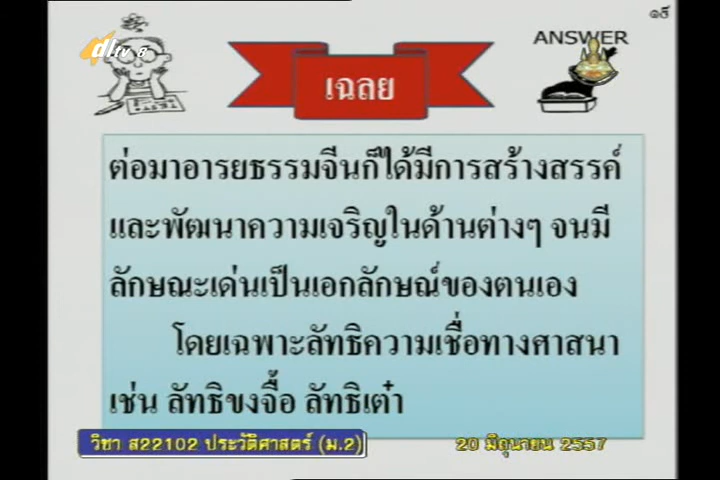 ๑๕
dltv 8
ANSWER
เฉลย
ต่อมาอารยธรรมจีนก็ได้มีการสร้างสรรค์
และพัฒนาความเจริญในด้านต่างๆ จนมี
ลักษณะเด่นเป็นเอกลักษณ์ของตนเอง
โดยเฉพาะลัทธิความเชื่อทางศาสนา
เช่น ลัทธิขงจื้อ ลัทธิเต๋า
วิชา ส22102 ประวัติศาสตร์ (ม.2)
20 มิถุนายน 2557